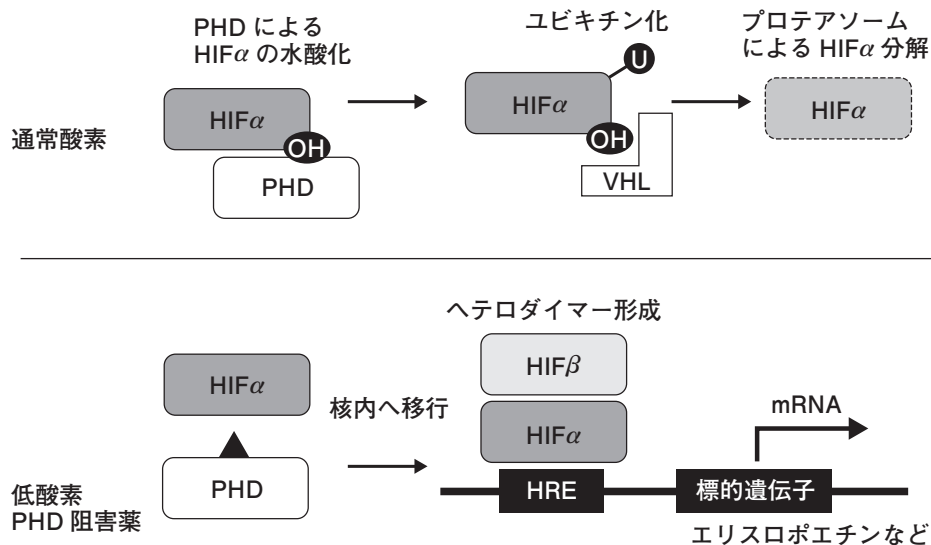 PHD による
HIFα の水酸化
ユビキチン化
プロテアソーム
による HIFα 分解
通常酸素
HIFα
OH
PHD
HIFα
U
OH
VHL
HIFα
ヘテロダイマー形成
HIFα
PHD
核内へ移行
HIFβ
HIFα
mRNA
HRE
標的遺伝子
エリスロポエチンなど
低酸素
PHD 阻害薬